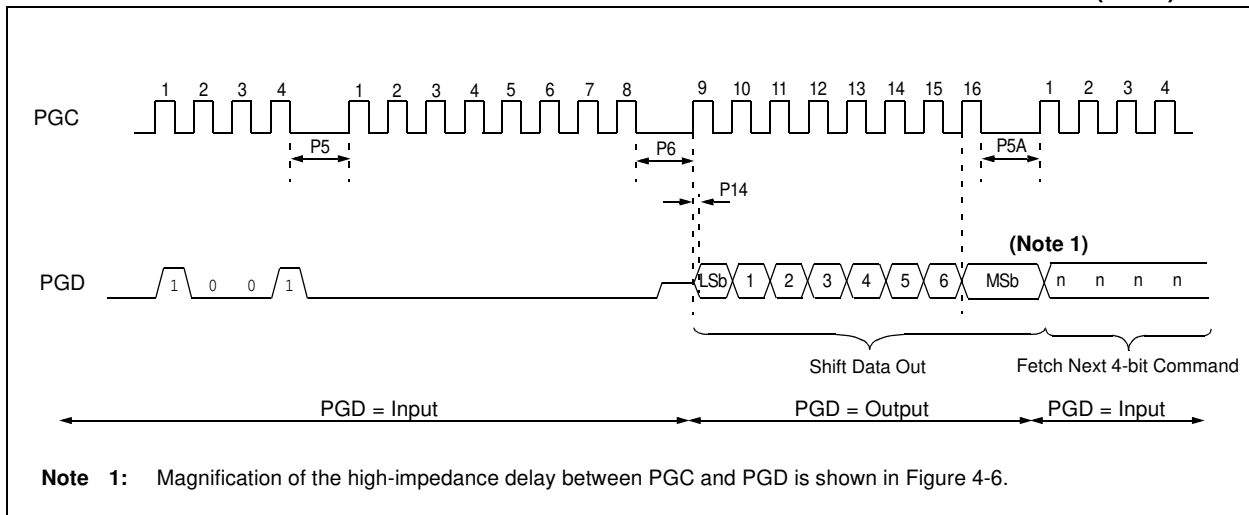 1 2 3 4 1 2 3 4 5 6 7 8 9 10 11 12 13 14 15 16 1 2 3 4
PGC
P5 P6 P5A
P14
(Note 1)
PGD 1 0 0 1 LSb 1 2 3 4 5 6 MSb n n n n
Shift Data Out Fetch Next 4-bit Command
PGD = Input PGD = Output PGD = Input
Note 1: Magnification of the high-impedance delay between PGC and PGD is shown in Figure 4-6.